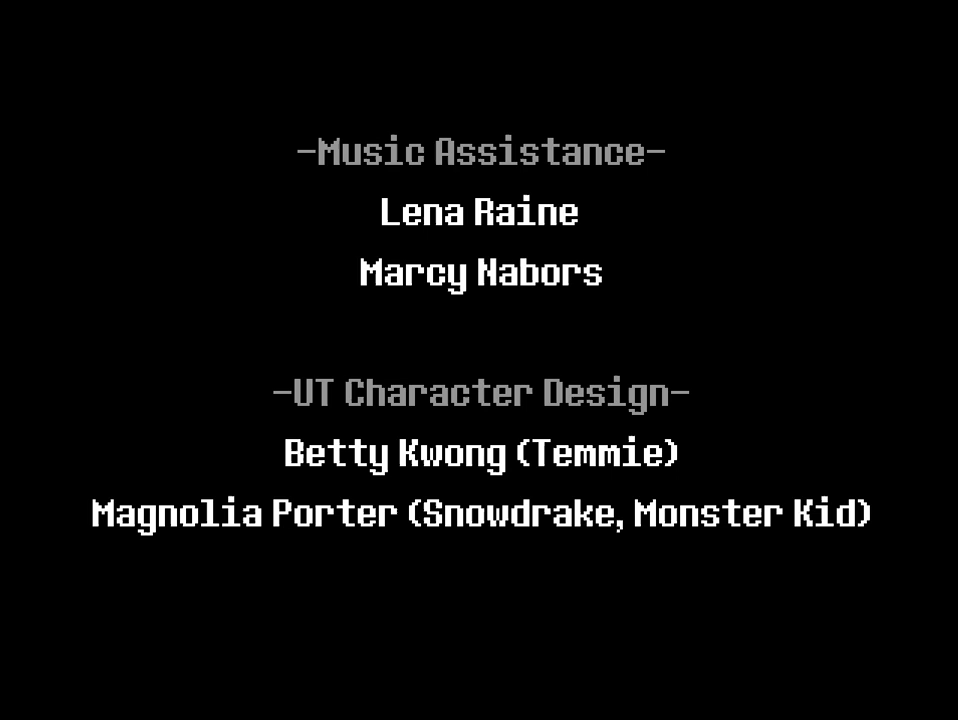 -Music Assistance-
Lena Raine
Marcy Nabors
-UT Character Design-
Betty Kwong (Temmie)
Magnolia Porter (Snowdrake, Monster Kid)